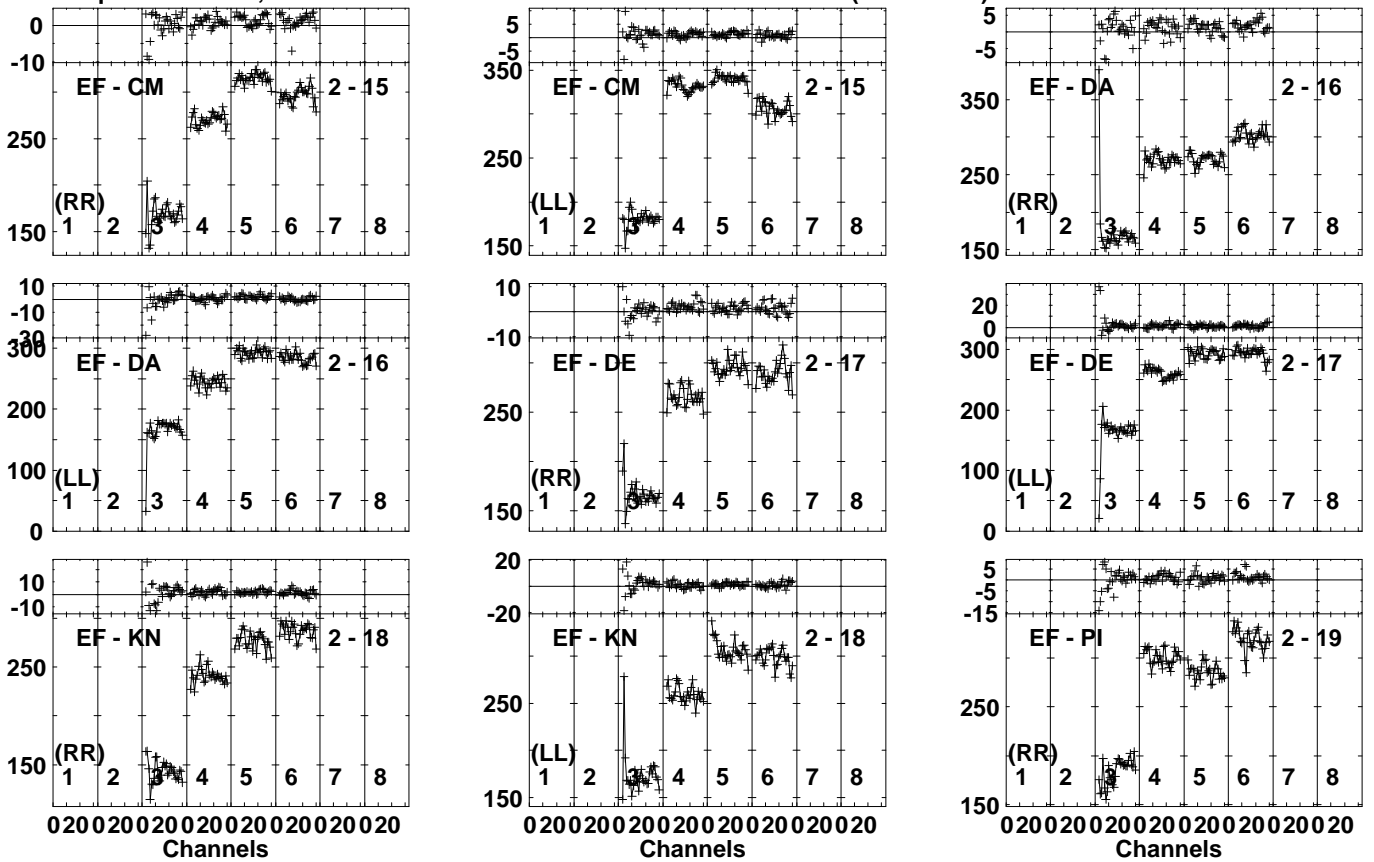 0
-10
EF - CM 2 - 15
250
(RR)
1 2 3 4 5 6 7 8
150
5
-5
350
EF - CM 2 - 15
250
(LL)
1 2 3 4 5 6 7 8
150
5
-5
EF - DA 2 - 16
350
250
(RR)
1 2 3 4 5 6 7 8
150
10
-10
30
300
EF - DA 2 - 16
200
100
(LL)
1 2 3 4 5 6 7 8
0
10
-10
EF - DE 2 - 17
250
(RR)
1 2 3 4 5 6 7 8
150
20
0
300
EF - DE 2 - 17
200
100
(LL)
1 2 3 4 5 6 7 8
0
10
-10
EF - KN 2 - 18
250
(RR)
150
1 2 3 4 5 6 7 8
0 20 0 20 0 20 0 20 0 20 0 20 0 20 0 20
Channels
20
-20
EF - KN 2 - 18
250
(LL)
1 2 3 4 5 6 7 8
150
0 20 0 20 0 20 0 20 0 20 0 20 0 20 0 20
Channels
5
-5
-15
EF - PI 2 - 19
250
(RR)
1 2 3 4 5 6 7 8
150
0 20 0 20 0 20 0 20 0 20 0 20 0 20 0 20
Channels